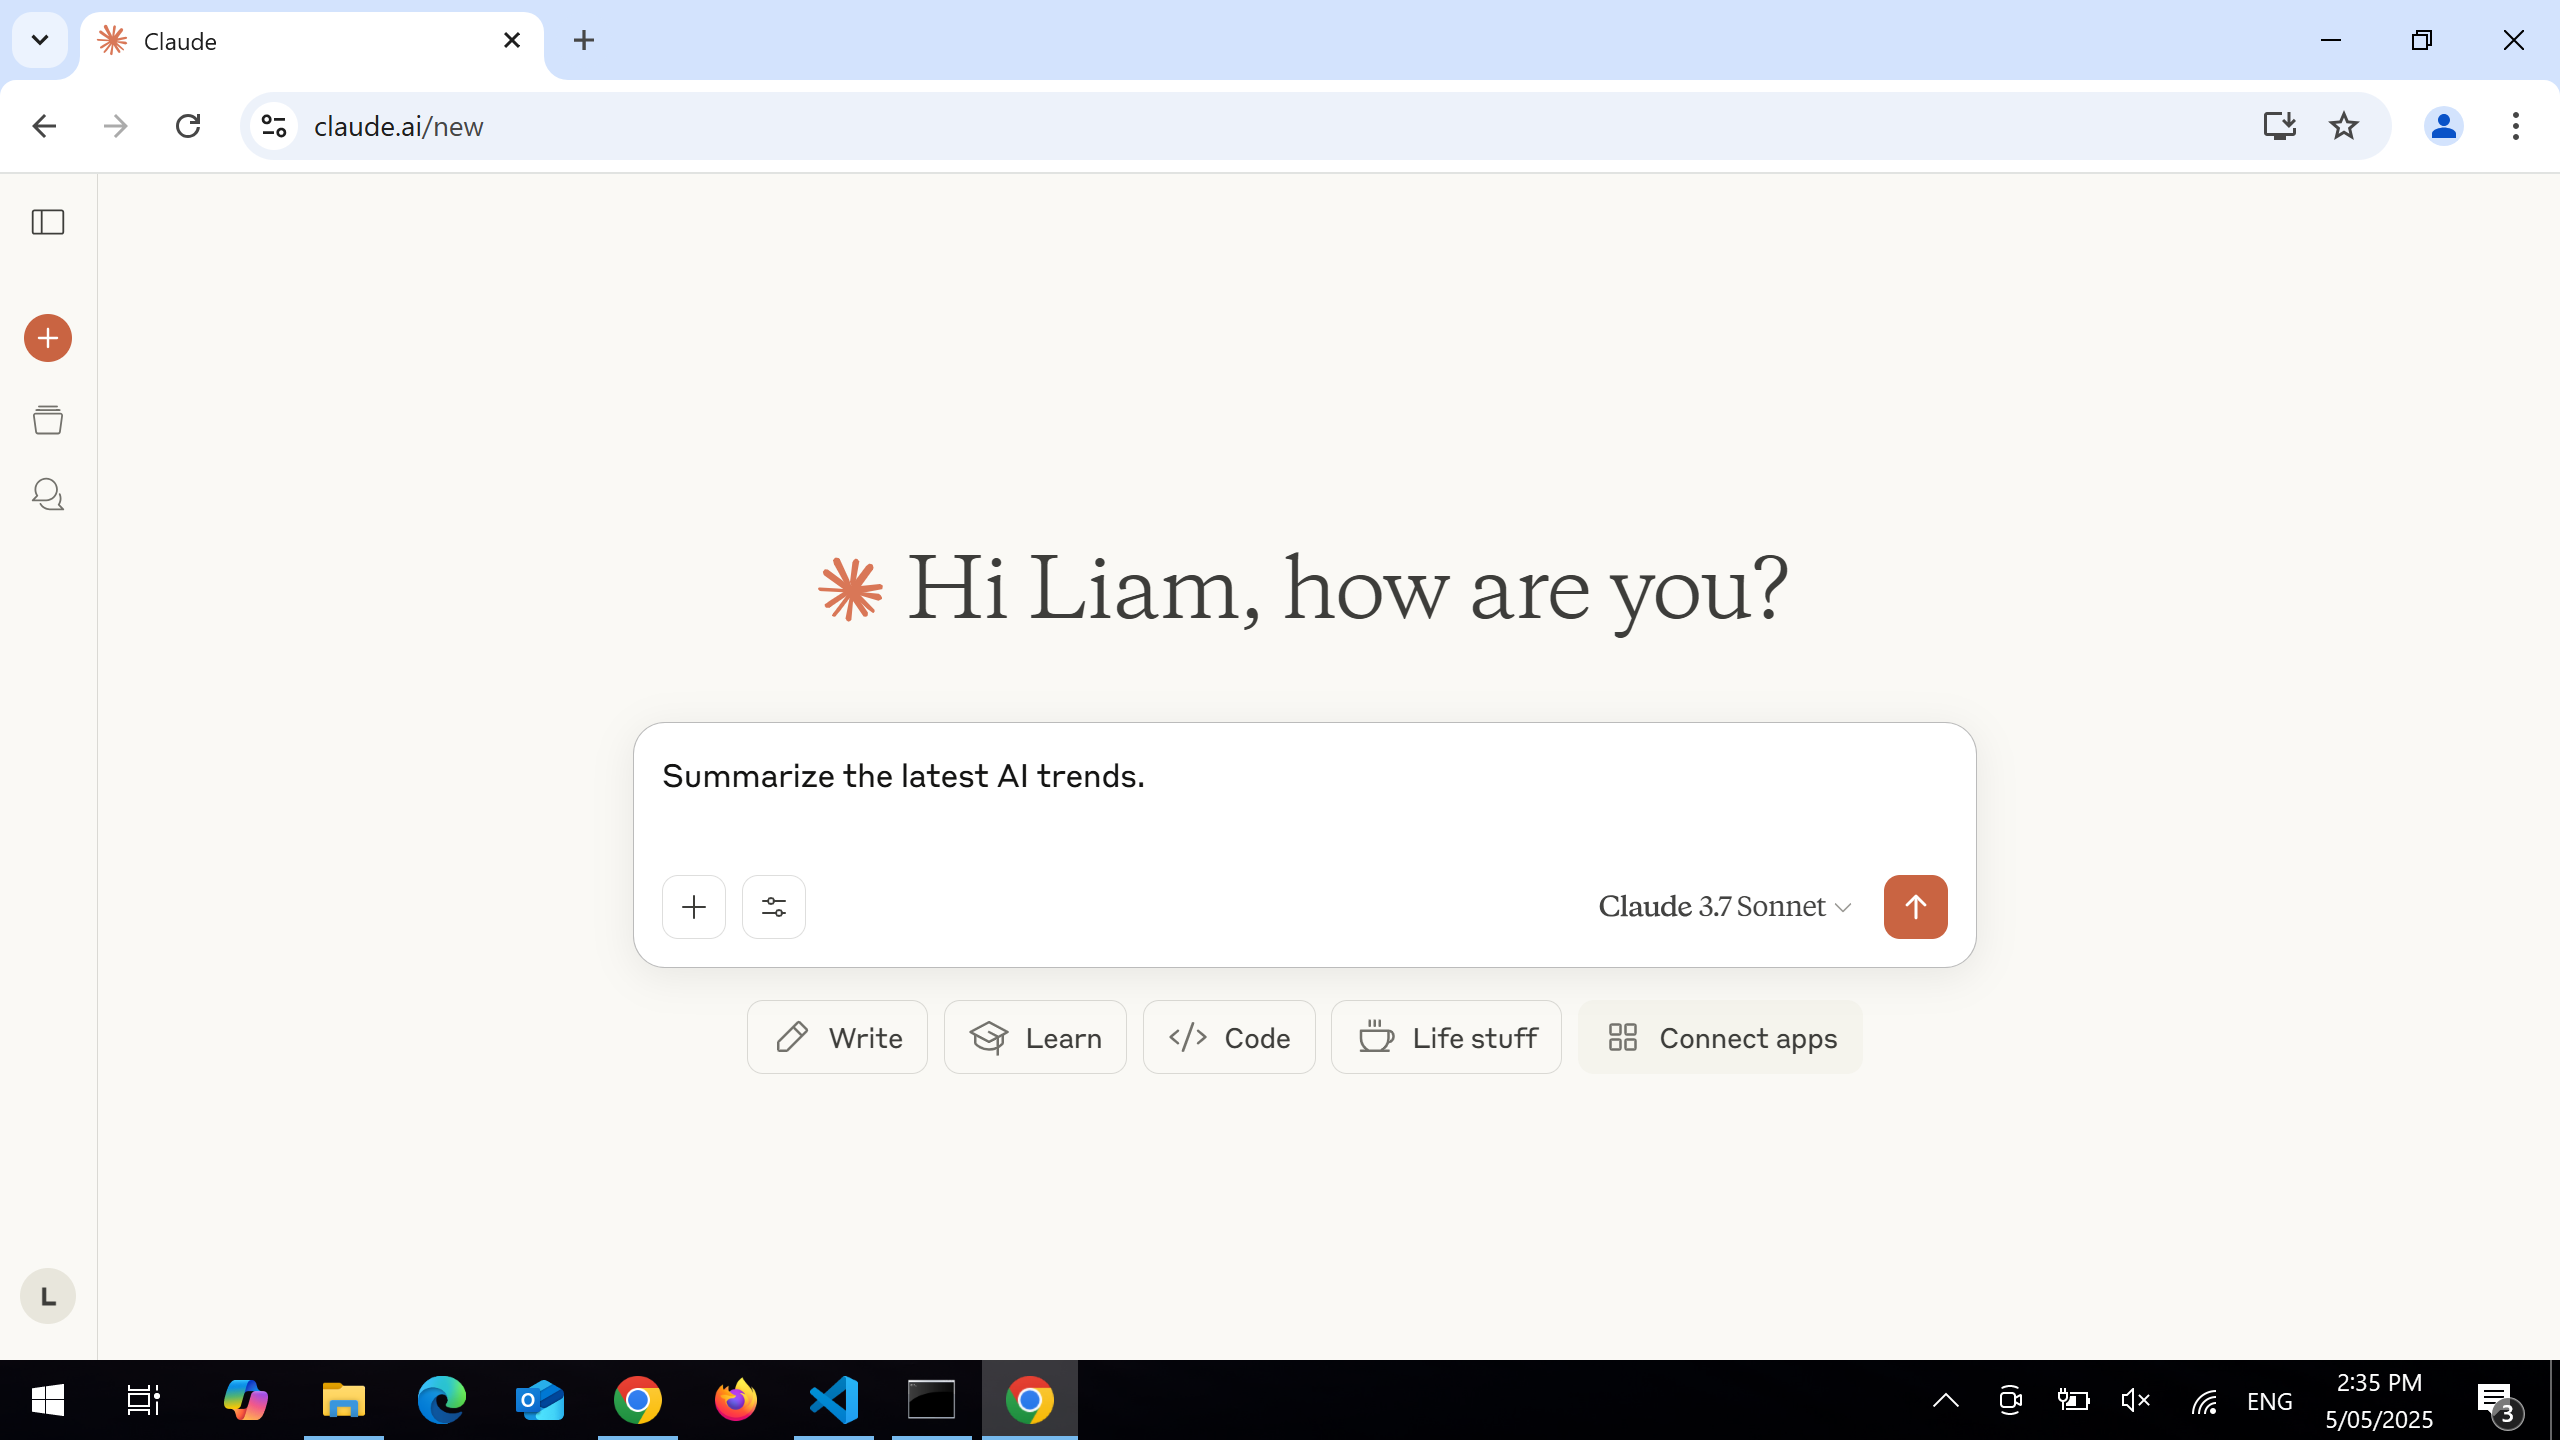 Claude
claude.ai/new
Hi Liam, how are you?
Summarize the latest AI trends.
Claude 3.7 Sonnet
Write
Learn
Code
Life stuff
Connect apps
L
ENG
2:35 PM
5/05/2025
3